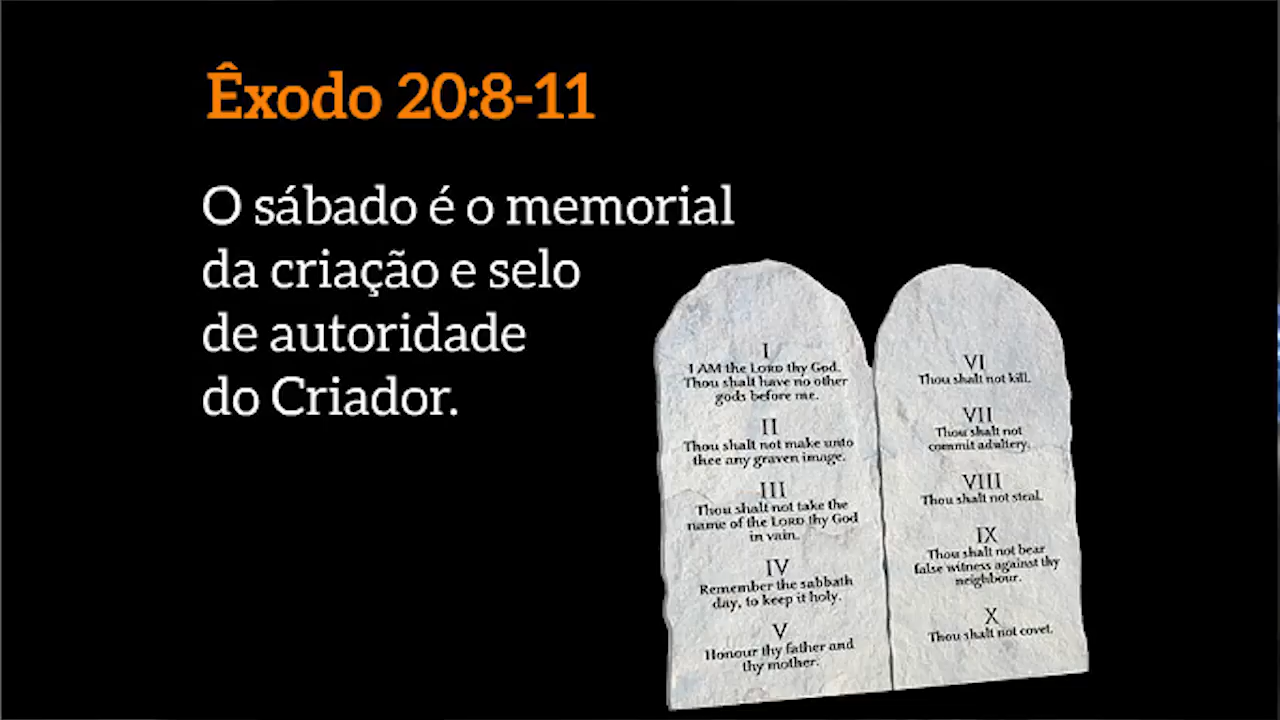 Êxodo 20:8-11
O sábado é o memorial
da criação e selo
de autoridade
do Criador.
I
I AM the LORD thy God.
Thou shalt have no other
gods before me.
II
Thou shalt not make unto
thee any graven image.
III
Thou shalt not take the
name of the LORD thy God
in vain.
IV
Remember the sabbath
day, to keep it holy.
V
Honour thy father and
thy mother.
VI
Thou shalt not kill.
VII
Thou shalt not
commit adultery.
VIII
Thou shalt not steal.
IX
Thou shalt not bear
false witness against thy
neighbour.
X
Thou shalt not covet.